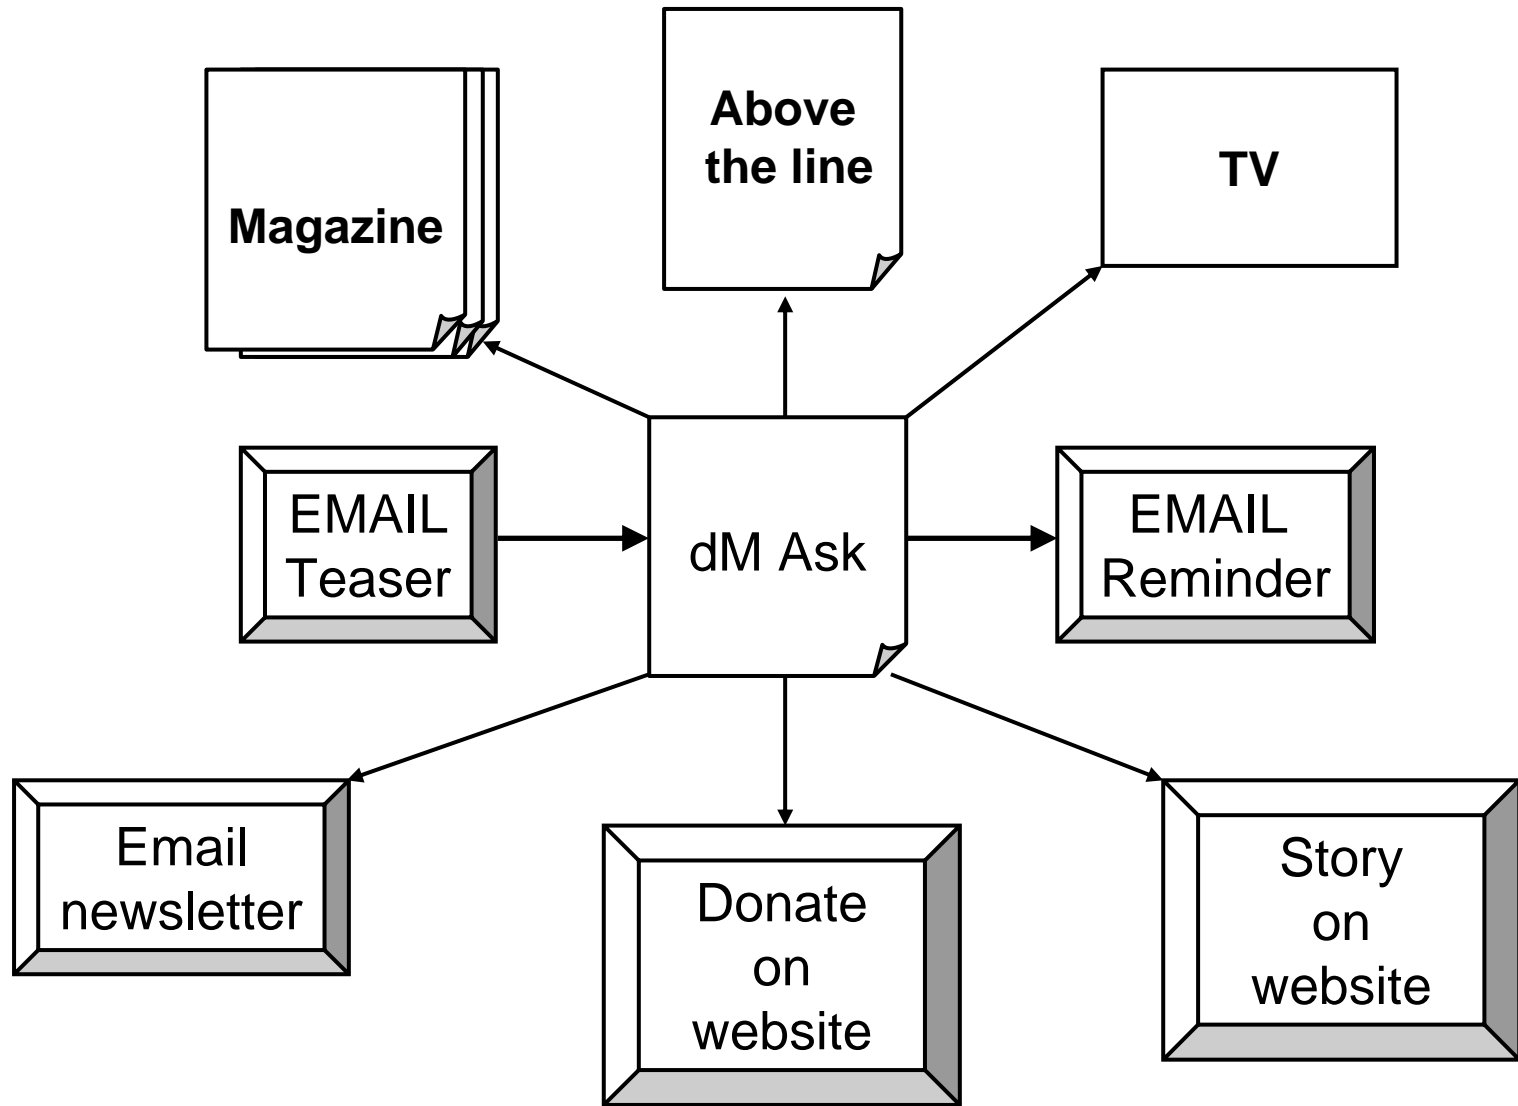 Above
the line
TV
Magazine
EMAIL
Teaser
dM Ask
EMAIL
Reminder
Email
newsletter
Donate
on
website
Story
on
website